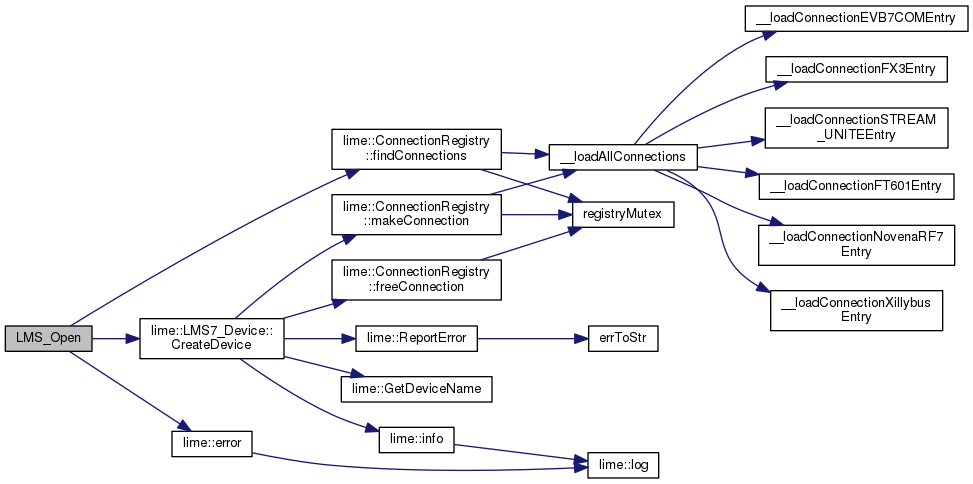 __loadConnectionEVB7COMEntry
__loadConnectionFX3Entry
__loadConnectionSTREAM
_UNITEEntry
lime::ConnectionRegistry
::findConnections
__loadAllConnections
__loadConnectionFT601Entry
lime::ConnectionRegistry
::makeConnection
registryMutex
__loadConnectionNovenaRF7
Entry
lime::ConnectionRegistry
::freeConnection
__loadConnectionXillybus
Entry
LMS_Open
lime::LMS7_Device::
CreateDevice
lime::ReportError
errToStr
lime::GetDeviceName
lime::error
lime::info
lime::log